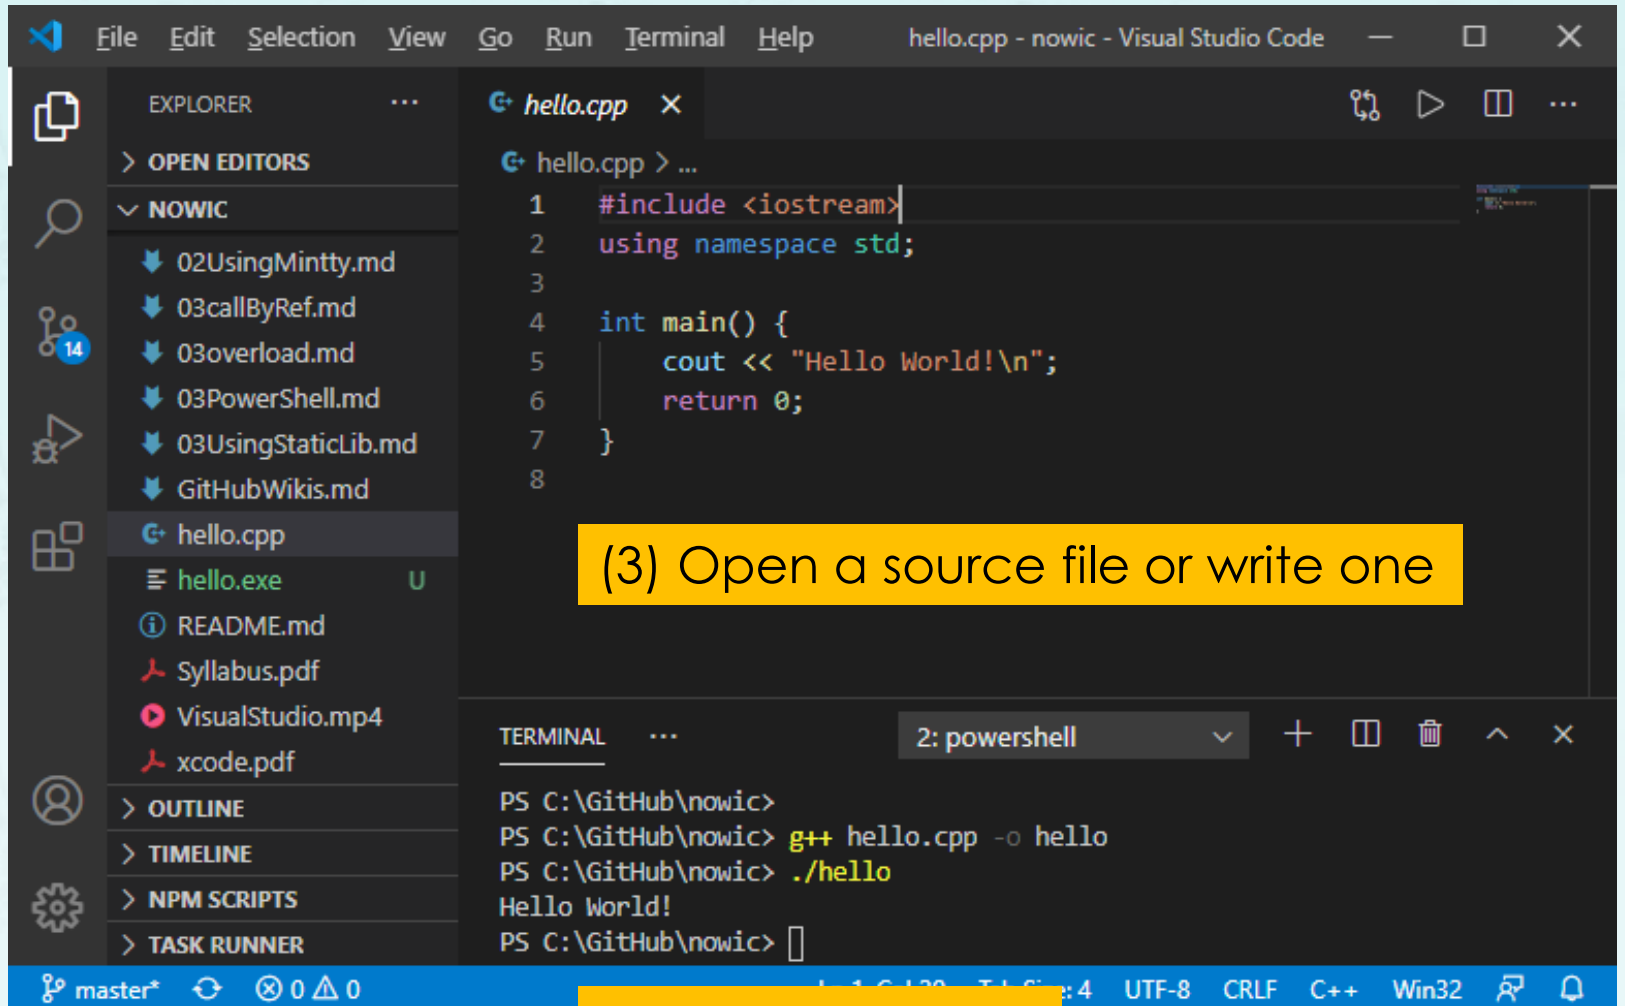 File Edit Selection View Go Run Terminal Help hello.cpp - nowic - Visual Studio Code
EXPLORER
OPEN EDITORS
NOWIC
02UsingMintty.md
03callByRef.md
03overload.md
03PowerShell.md
03UsingStaticLib.md
GitHubWikis.md
hello.cpp
hello.exe U
README.md
Syllabus.pdf
VisualStudio.mp4
xcode.pdf
OUTLINE
TIMELINE
NPM SCRIPTS
TASK RUNNER
14
hello.cpp
hello.cpp > ...
1 #include <iostream>
2 using namespace std;
3
4 int main() {
5 cout << "Hello World!\n";
6 return 0;
7 }
8
(3) Open a source file or write one
TERMINAL ... 2: powershell
PS C:\GitHub\nowic>
PS C:\GitHub\nowic> g++ hello.cpp -o hello
PS C:\GitHub\nowic> ./hello
Hello World!
PS C:\GitHub\nowic>
master* 0 0 : 4 UTF-8 CRLF C++ Win32